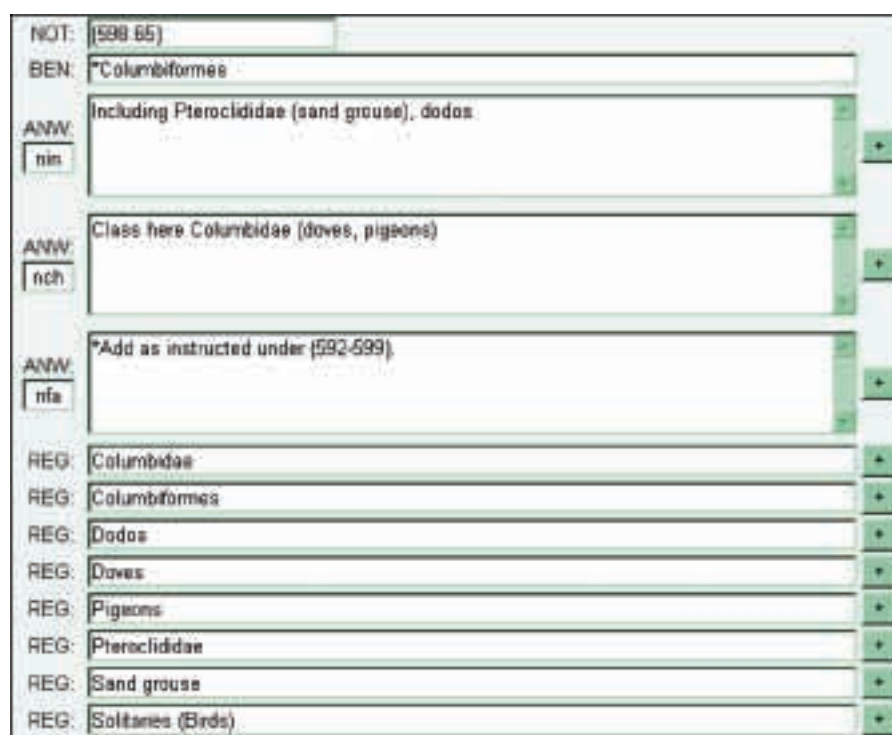 NOT: (598.65)
BEN: *Columbiformes
ANW: nin Including Pteroclididae (sand grouse), dodos
ANW: nch Class here Columbidae (doves, pigeons)
ANW: nfa *Add as instructed under (592-599).
REG: Columbidae +
REG: Columbiformes +
REG: Dodos +
REG: Doves +
REG: Pigeons +
REG: Pteroclididae +
REG: Sand grouse +
REG: Solitaries (Birds) +